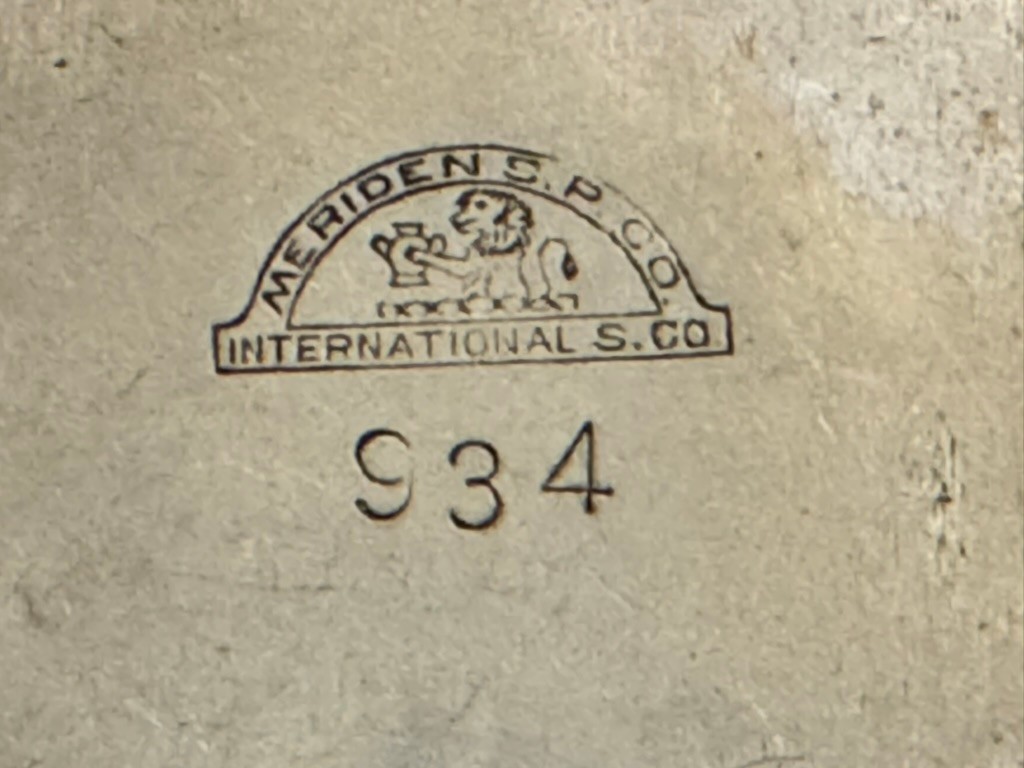 MERIDEN S. P. CO.
INTERNATIONAL S. CO.
934